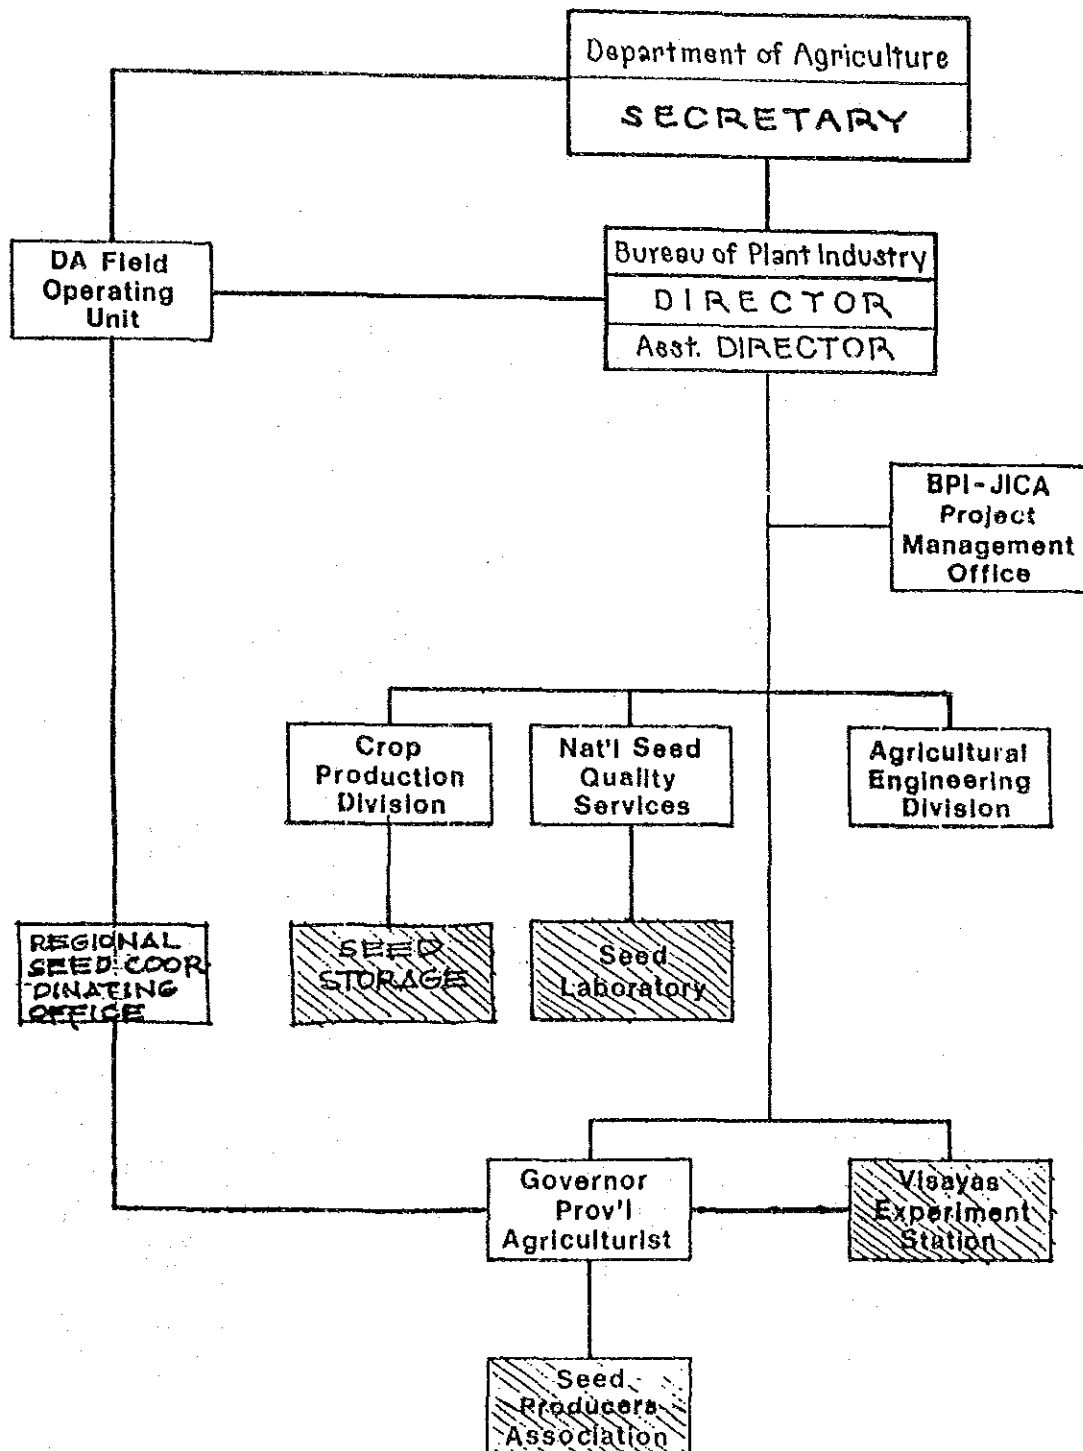 Department of Agriculture
SECRETARY
DA Field
Operating
Unit
Bureau of Plant Industry
DIRECTOR
Asst. DIRECTOR
BPI-JICA
Project
Management
Office
Crop
Production
Division
Nat'l Seed
Quality
Services
Agricultural
Engineering
Division
REGIONAL
SEED COOR
DINATING
OFFICE
SEED
STORAGE
Seed
Laboratory
Governor
Prov'l
Agriculturist
Visayas
Experiment
Station
Seed
Producers
Association